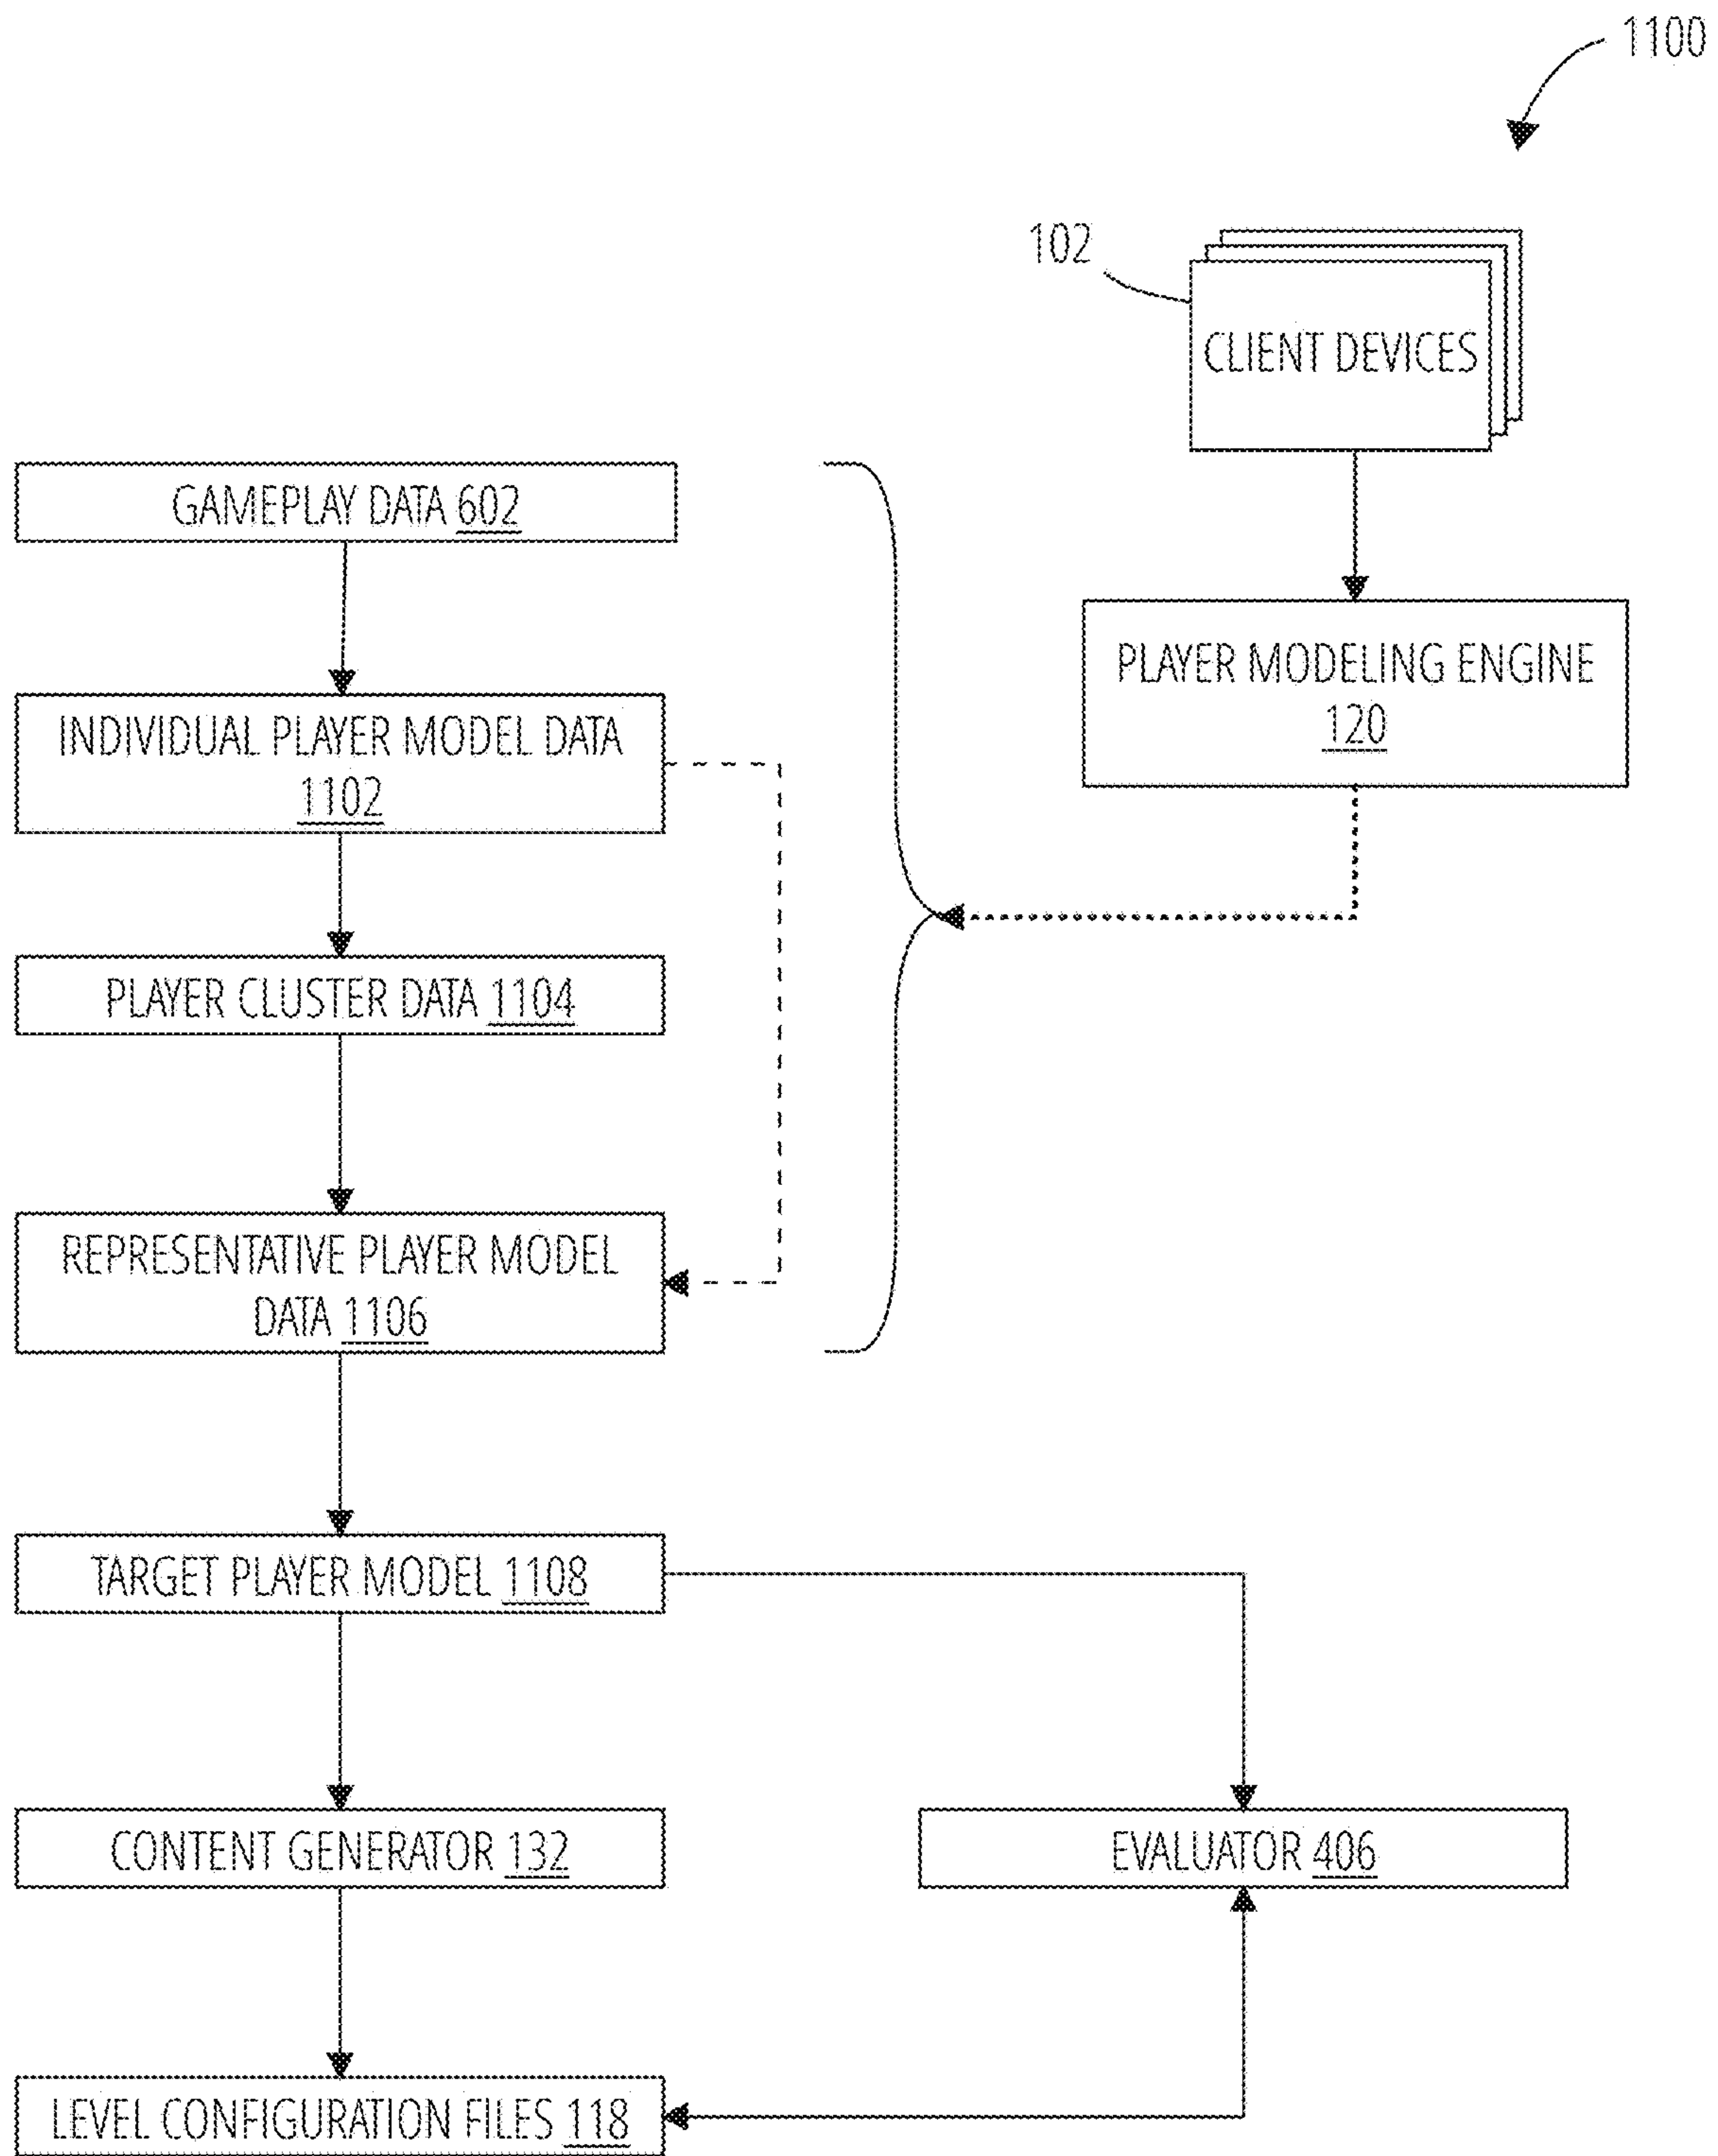 1100
102
CLIENT DEVICES
GAMEPLAY DATA 602
PLAYER MODELING ENGINE
120
INDIVIDUAL PLAYER MODEL DATA
1102
PLAYER CLUSTER DATA 1104
REPRESENTATIVE PLAYER MODEL
DATA 1106
TARGET PLAYER MODEL 1108
CONTENT GENERATOR 132
EVALUATOR 406
LEVEL CONFIGURATION FILES 118